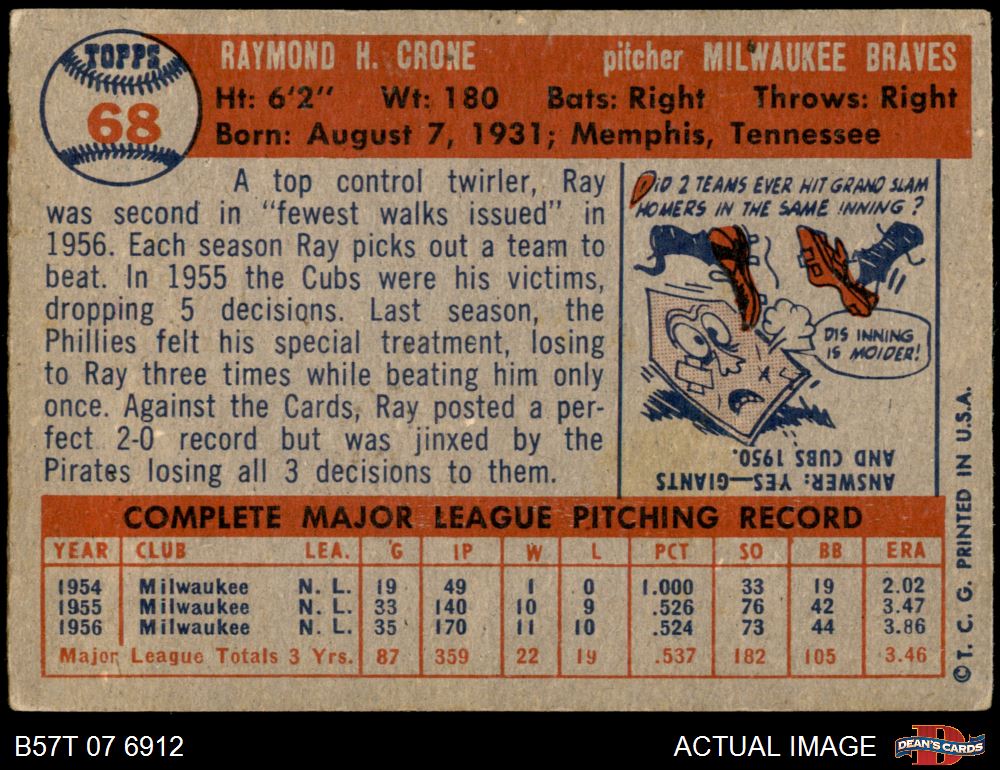 TOPPS
68
RAYMOND H. CRONE pitcher MILWAUKEE BRAVES
Ht: 6'2" Wt: 180 Bats: Right Throws: Right
Born: August 7, 1931; Memphis, Tennessee
A top control twirler, Ray
was second in "fewest walks issued" in
1956. Each season Ray picks out a team to
beat. In 1955 the Cubs were his victims,
dropping 5 decisions. Last season, the
Phillies felt his special treatment, losing
to Ray three times while beating him only
once. Against the Cards, Ray posted a per-
fect 2-0 record but was jinxed by the
Pirates losing all 3 decisions to them.
DID 2 TEAMS EVER HIT GRAND SLAM
HOMERS IN THE SAME INNING?
DIS INNING
IS MOIDER!
ANSWER: YES—GIANTS
AND CUBS 1950.
COMPLETE MAJOR LEAGUE PITCHING RECORD
YEAR CLUB LEA. G IP W L PCT SO BB ERA
1954 Milwaukee N. L. 19 49 1 0 1.000 33 19 2.02
1955 Milwaukee N. L. 33 140 10 9 .526 76 42 3.47
1956 Milwaukee N. L. 35 170 11 10 .524 73 44 3.86
Major League Totals 3 Yrs. 87 359 22 19 .537 182 105 3.46
© T. C. G. PRINTED IN U.S.A.
B57T 07 6912 ACTUAL IMAGE
DEAN'S CARDS